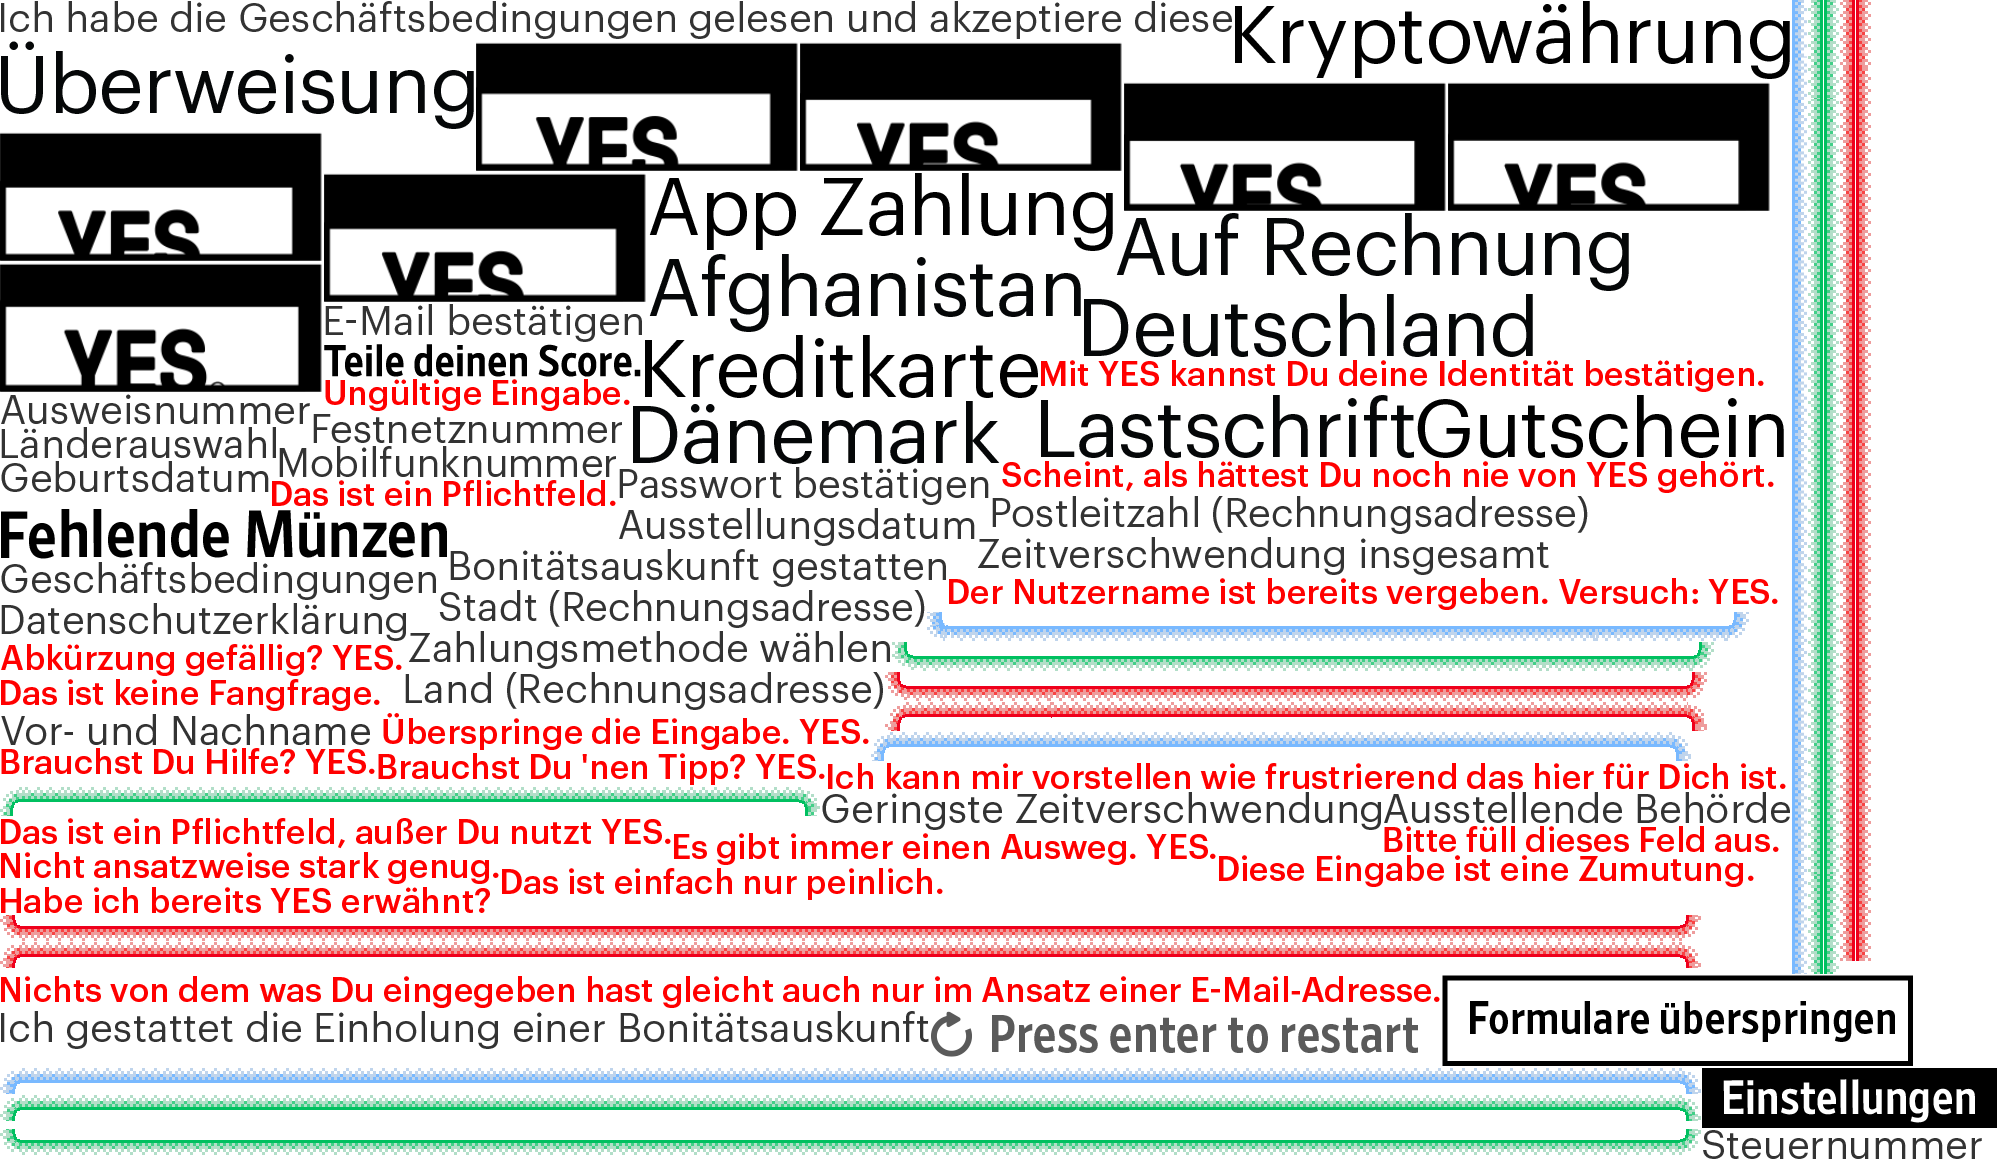 Ich habe die Geschäftsbedingungen gelesen und akzeptiere diese
Kryptowährung
Überweisung
YES
YES
YES
YES
YES
YES
App Zahlung
Auf Rechnung
Afghanistan
YES
E-Mail bestätigen
Deutschland
Teile deinen Score.
Kreditkarte
Mit YES kannst Du deine Identität bestätigen.
Ungültige Eingabe.
Ausweisnummer
Festnetznummer
Dänemark
Lastschrift
Gutschein
Länderauswahl
Mobilfunknummer
Geburtsdatum
Das ist ein Pflichtfeld.
Passwort bestätigen
Scheint, als hättest Du noch nie von YES gehört.
Fehlende Münzen
Ausstellungsdatum
Postleitzahl (Rechnungsadresse)
Bonitätsauskunft gestatten
Zeitverschwendung insgesamt
Geschäftsbedingungen
Der Nutzername ist bereits vergeben. Versuch: YES.
Stadt (Rechnungsadresse)
Datenschutzerklärung
Zahlungsmethode wählen
Abkürzung gefällig? YES.
Das ist keine Fangfrage.
Land (Rechnungsadresse)
Vor- und Nachname
Überspringe die Eingabe. YES.
Brauchst Du Hilfe? YES.
Brauchst Du 'nen Tipp? YES.
Ich kann mir vorstellen wie frustrierend das hier für Dich ist.
Geringste Zeitverschwendung
Ausstellende Behörde
Das ist ein Pflichtfeld, außer Du nutzt YES.
Es gibt immer einen Ausweg. YES.
Bitte füll dieses Feld aus.
Nicht ansatzweise stark genug.
Das ist einfach nur peinlich.
Diese Eingabe ist eine Zumutung.
Habe ich bereits YES erwähnt?
Nichts von dem was Du eingegeben hast gleicht auch nur im Ansatz einer E-Mail-Adresse.
Ich gestattet die Einholung einer Bonitätsauskunft
Press enter to restart
Formulare überspringen
Einstellungen
Steuernummer